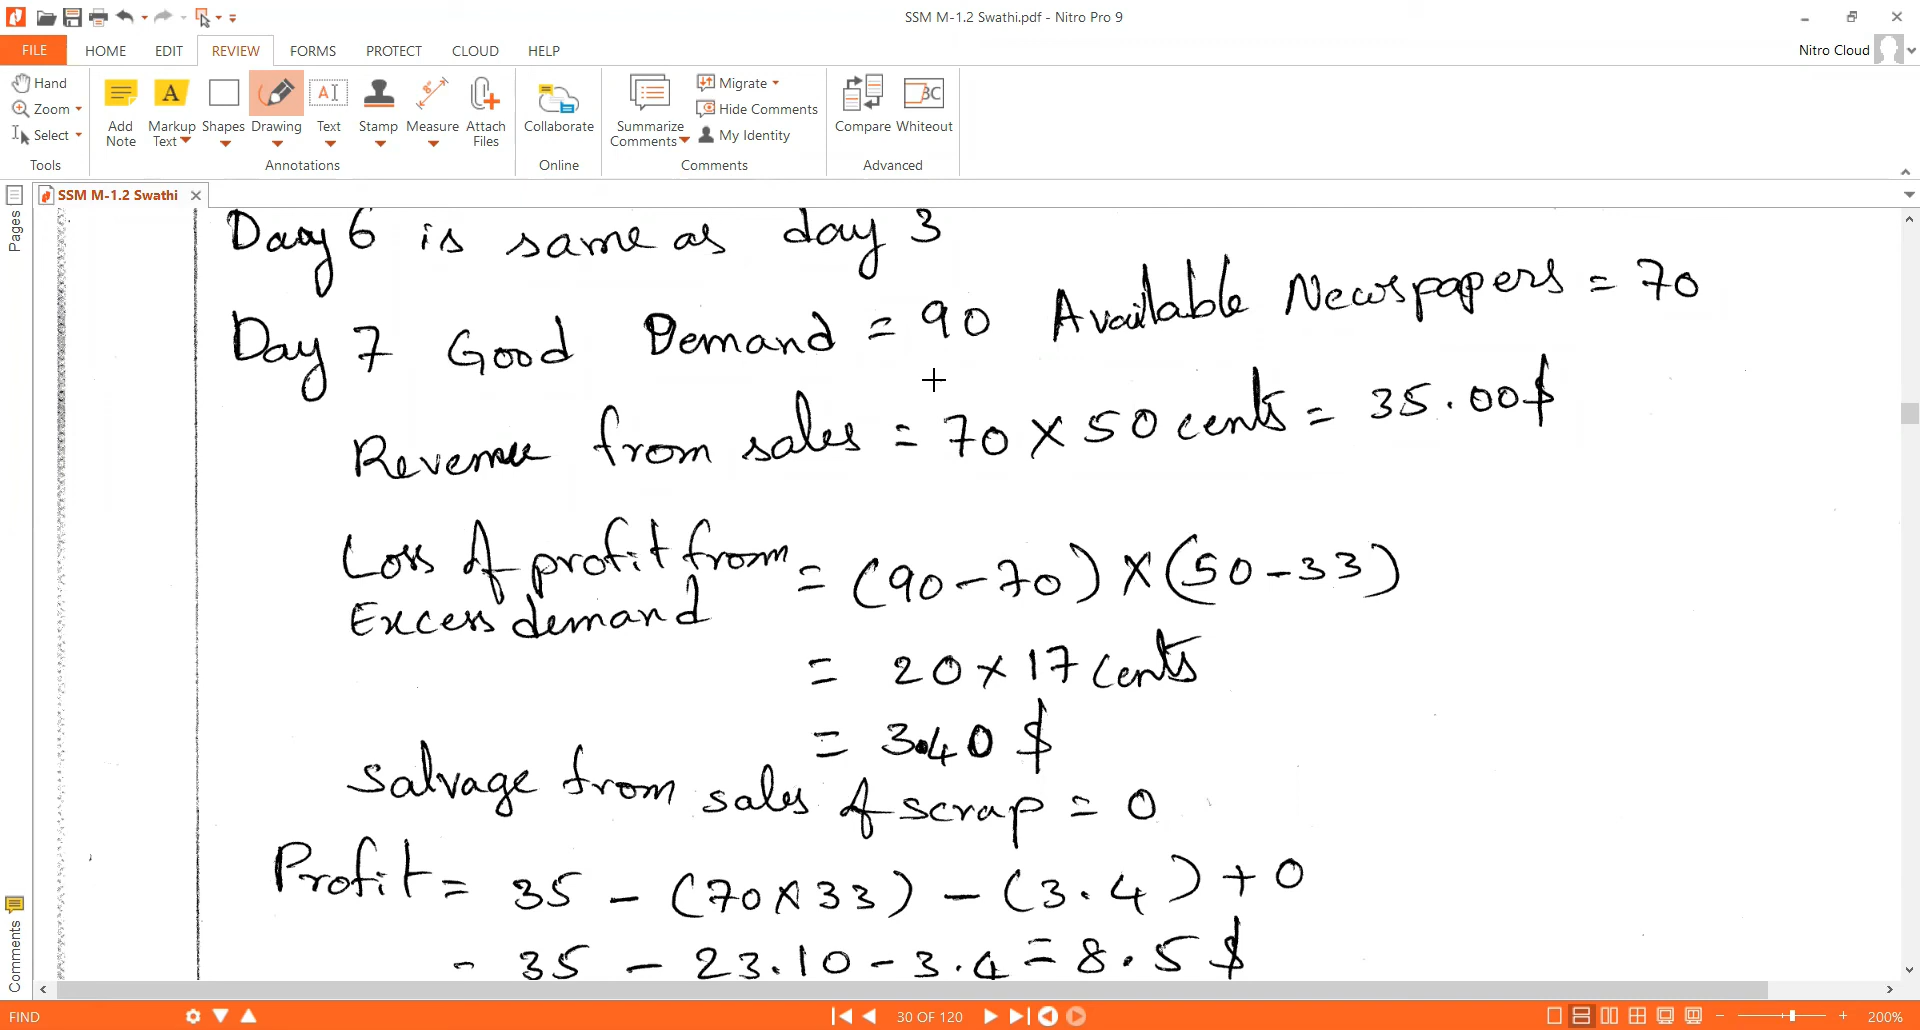 SSM M-1.2 Swathi.pdf - Nitro Pro 9
FILE HOME EDIT REVIEW FORMS PROTECT CLOUD HELP
Nitro Cloud
Hand
Zoom
Select
Tools
Add Note
Markup Text
Shapes
Drawing
Text
Stamp
Measure
Attach Files
Annotations
Collaborate
Online
Summarize Comments
Migrate
Hide Comments
My Identity
Comments
Compare
Whiteout
Advanced
SSM M-1.2 Swathi
Pages
Day 6 is same as day 3
Day 7 Good Demand = 90 Available Newspapers = 70
Revenue from sales = 70 X 50 cents = 35.00$
Loss of profit from = (90-70) X (50-33)
Excess demand
= 20 x 17 cents
= 3.40 $
Salvage from sales of scrap = 0
Profit = 35 - (70X33) - (3.4) + 0
- 35 - 23.10 - 3.4 = 8.5 $
Comments
FIND
30 OF 120
200%